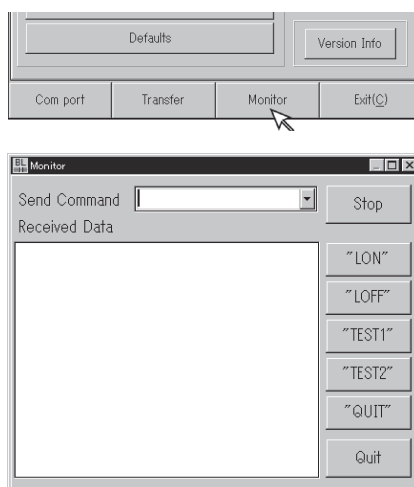 Defaults
Version Info
Com port Transfer Monitor Exit(C)
BL Monitor
Send Command Stop
Received Data
"LON"
"LOFF"
"TEST1"
"TEST2"
"QUIT"
Quit